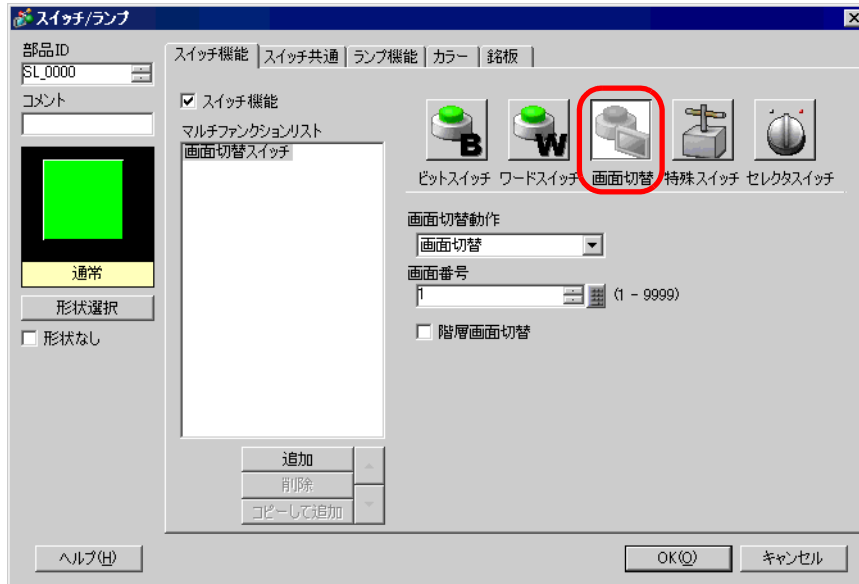 スイッチ/ランプ
部品ID
SL_0000
コメント
通常
形状選択
形状なし
スイッチ機能 スイッチ共通 ランプ機能 カラー 銘板
スイッチ機能
マルチファンクションリスト
画面切替スイッチ
追加
削除
コピーして追加
B W
ビットスイッチ ワードスイッチ 画面切替 特殊スイッチ セレクタスイッチ
画面切替動作
画面切替
画面番号
1 (1 - 9999)
階層画面切替
ヘルプ(H) OK(O) キャンセル